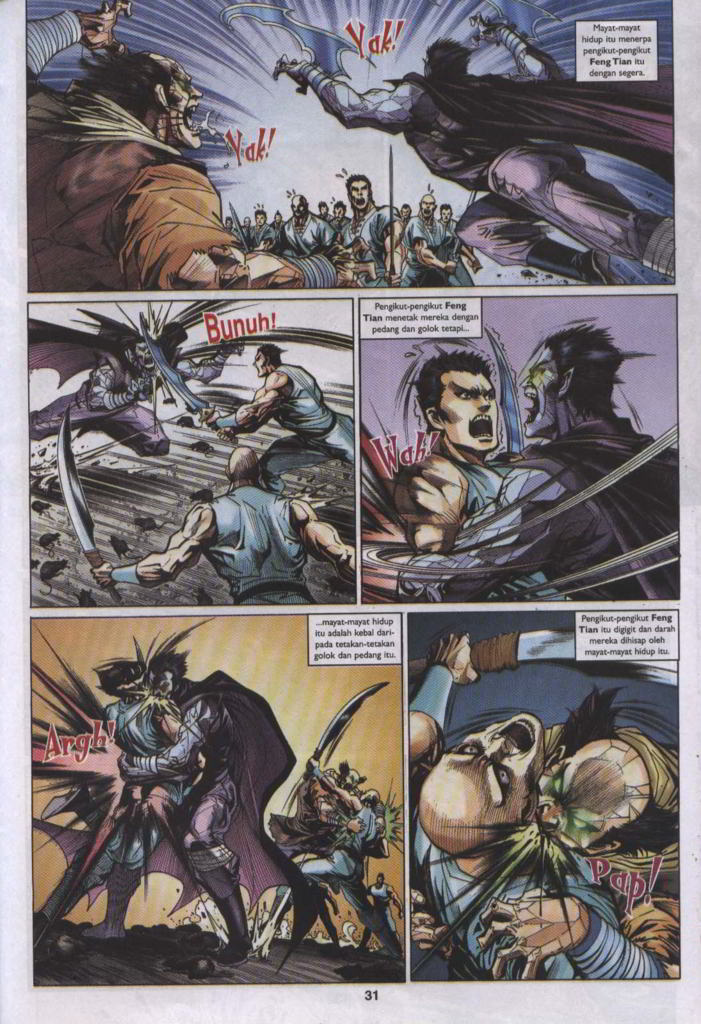 Mayat-mayat
hidup itu menerpa
pengikut-pengikut
Feng Tian itu
dengan segera.
Yak!
Yak!
Bunuh!
Pengikut-pengikut Feng
Tian menetak mereka dengan
pedang dan golok tetapi...
Wah!
...mayat-mayat hidup
itu adalah kebal dari-
pada tetakan-tetakan
golok dan pedang itu.
Argh!
Pengikut-pengikut Feng
Tian itu digigit dan darah
mereka dihisap oleh
mayat-mayat hidup itu.
Pap!
31